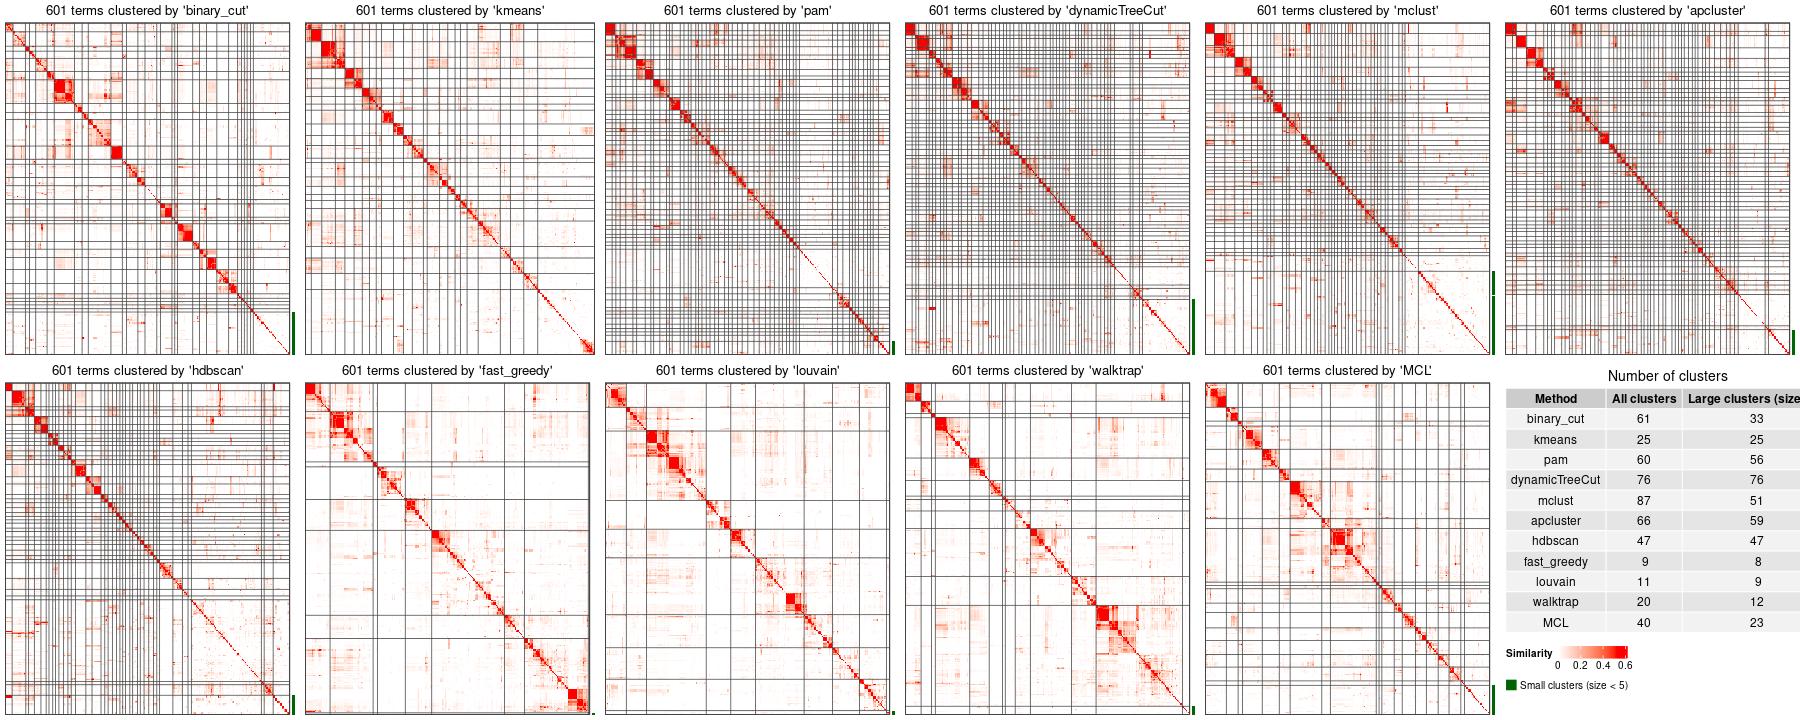 601 terms clustered by 'binary_cut'
601 terms clustered by 'kmeans'
601 terms clustered by 'pam'
601 terms clustered by 'dynamicTreeCut'
601 terms clustered by 'mclust'
601 terms clustered by 'apcluster'
601 terms clustered by 'hdbscan'
601 terms clustered by 'fast_greedy'
601 terms clustered by 'louvain'
601 terms clustered by 'walktrap'
601 terms clustered by 'MCL'
Number of clusters
Method All clusters Large clusters (size
binary_cut 61 33
kmeans 25 25
pam 60 56
dynamicTreeCut 76 76
mclust 87 51
apcluster 66 59
hdbscan 47 47
fast_greedy 9 8
louvain 11 9
walktrap 20 12
MCL 40 23
Similarity
0 0.2 0.4 0.6
Small clusters (size < 5)